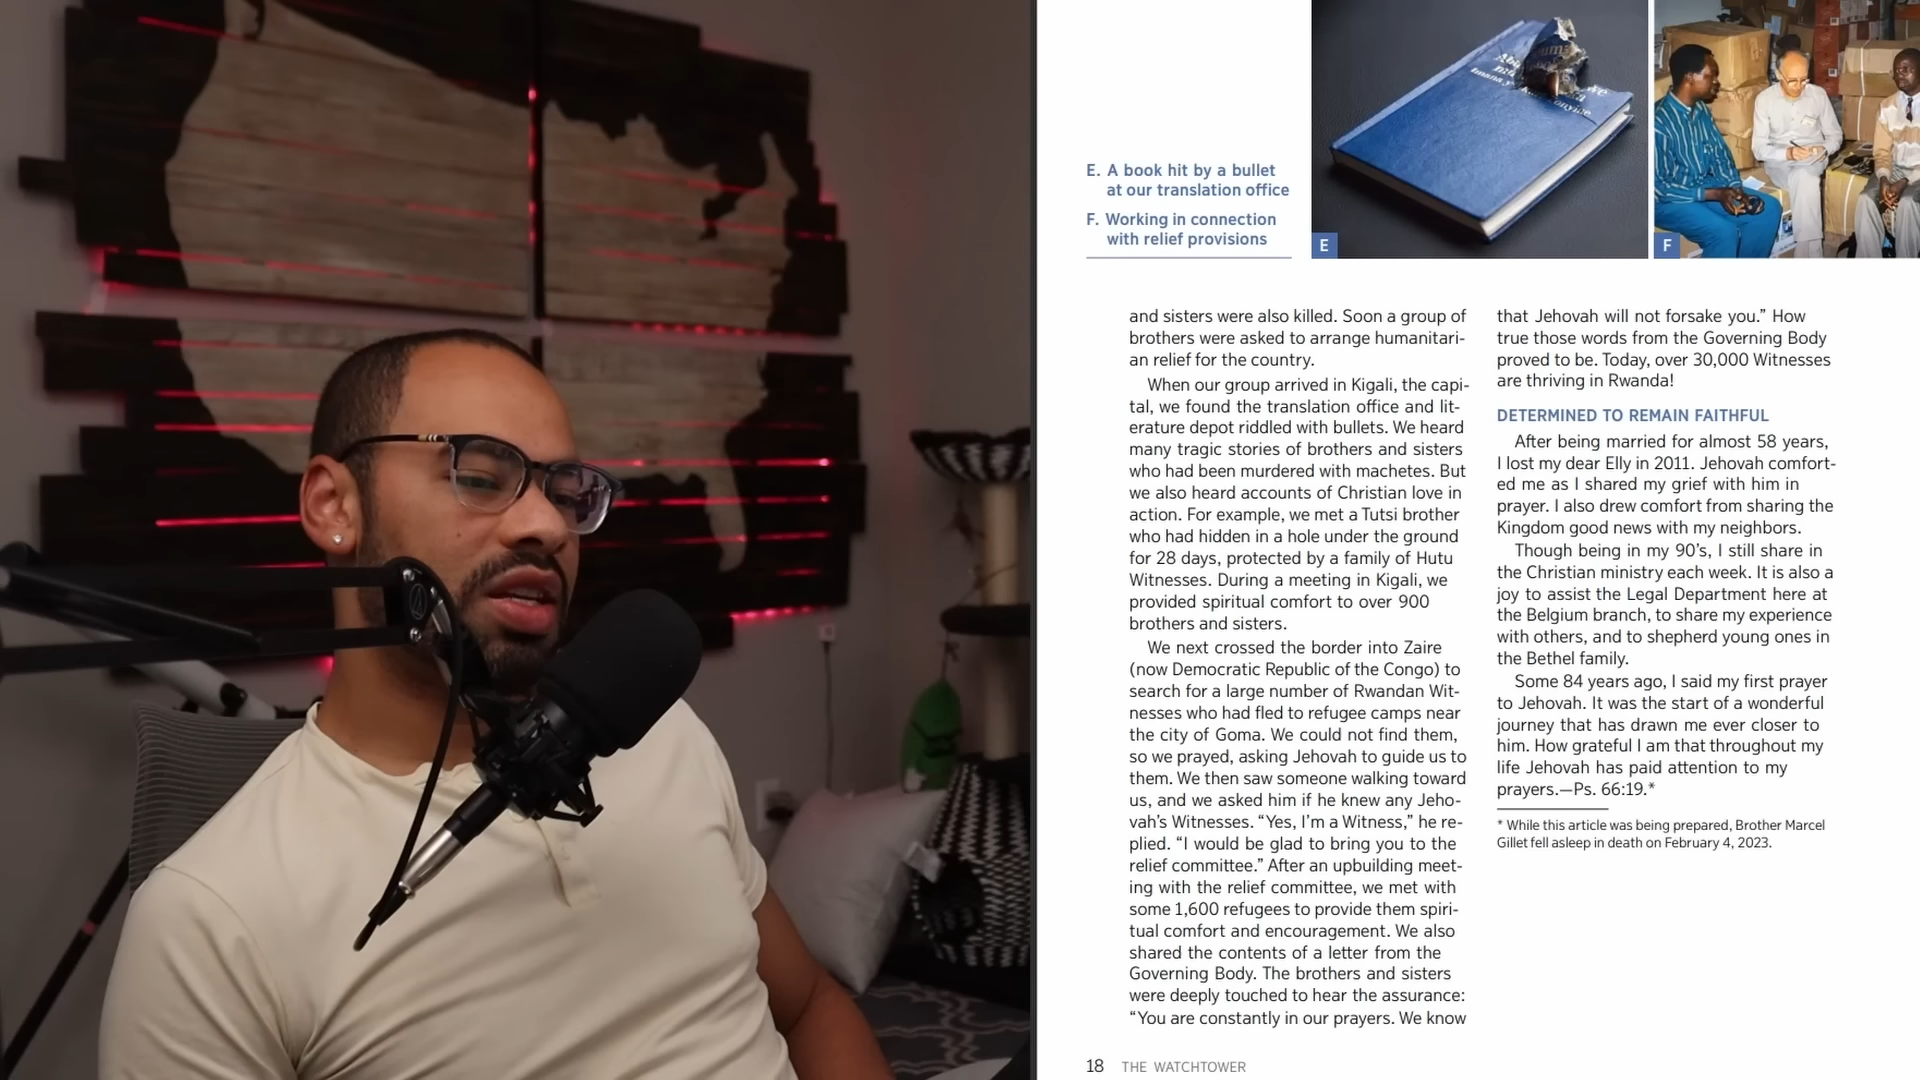 E. A book hit by a bullet
at our translation office
F. Working in connection
with relief provisions
E
F
and sisters were also killed. Soon a group of
brothers were asked to arrange humanitari-
an relief for the country.
When our group arrived in Kigali, the capi-
tal, we found the translation office and lit-
erature depot riddled with bullets. We heard
many tragic stories of brothers and sisters
who had been murdered with machetes. But
we also heard accounts of Christian love in
action. For example, we met a Tutsi brother
who had hidden in a hole under the ground
for 28 days, protected by a family of Hutu
Witnesses. During a meeting in Kigali, we
provided spiritual comfort to over 900
brothers and sisters.
We next crossed the border into Zaire
(now Democratic Republic of the Congo) to
search for a large number of Rwandan Wit-
nesses who had fled to refugee camps near
the city of Goma. We could not find them,
so we prayed, asking Jehovah to guide us to
them. We then saw someone walking toward
us, and we asked him if he knew any Jeho-
vah’s Witnesses. “Yes, I’m a Witness,” he re-
plied. “I would be glad to bring you to the
relief committee.” After an upbuilding meet-
ing with the relief committee, we met with
some 1,600 refugees to provide them spiri-
tual comfort and encouragement. We also
shared the contents of a letter from the
Governing Body. The brothers and sisters
were deeply touched to hear the assurance:
“You are constantly in our prayers. We know
that Jehovah will not forsake you.” How
true those words from the Governing Body
proved to be. Today, over 30,000 Witnesses
are thriving in Rwanda!
DETERMINED TO REMAIN FAITHFUL
After being married for almost 58 years,
I lost my dear Elly in 2011. Jehovah comfort-
ed me as I shared my grief with him in
prayer. I also drew comfort from sharing the
Kingdom good news with my neighbors.
Though being in my 90’s, I still share in
the Christian ministry each week. It is also a
joy to assist the Legal Department here at
the Belgium branch, to share my experience
with others, and to shepherd young ones in
the Bethel family.
Some 84 years ago, I said my first prayer
to Jehovah. It was the start of a wonderful
journey that has drawn me ever closer to
him. How grateful I am that throughout my
life Jehovah has paid attention to my
prayers.—Ps. 66:19.*
* While this article was being prepared, Brother Marcel
Gillet fell asleep in death on February 4, 2023.
18 THE WATCHTOWER